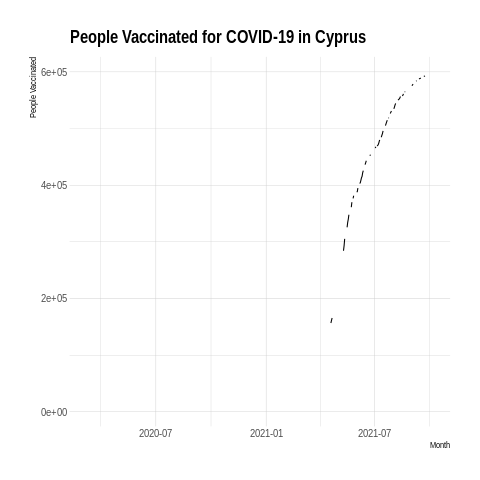 People Vaccinated for COVID-19 in Cyprus
People Vaccinated
6e+05
4e+05
2e+05
0e+00
2020-07
2021-01
2021-07
Month